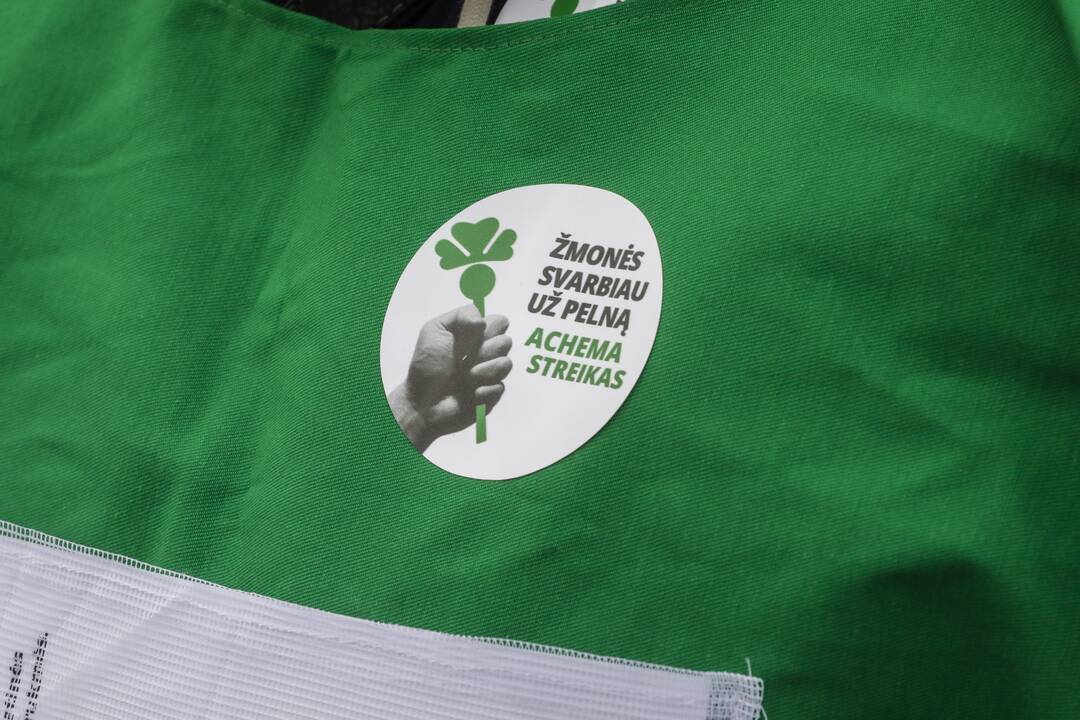 ŽMONĖS
SVARBIAU
UŽ PELNĄ
ACHEMA
STREIKAS